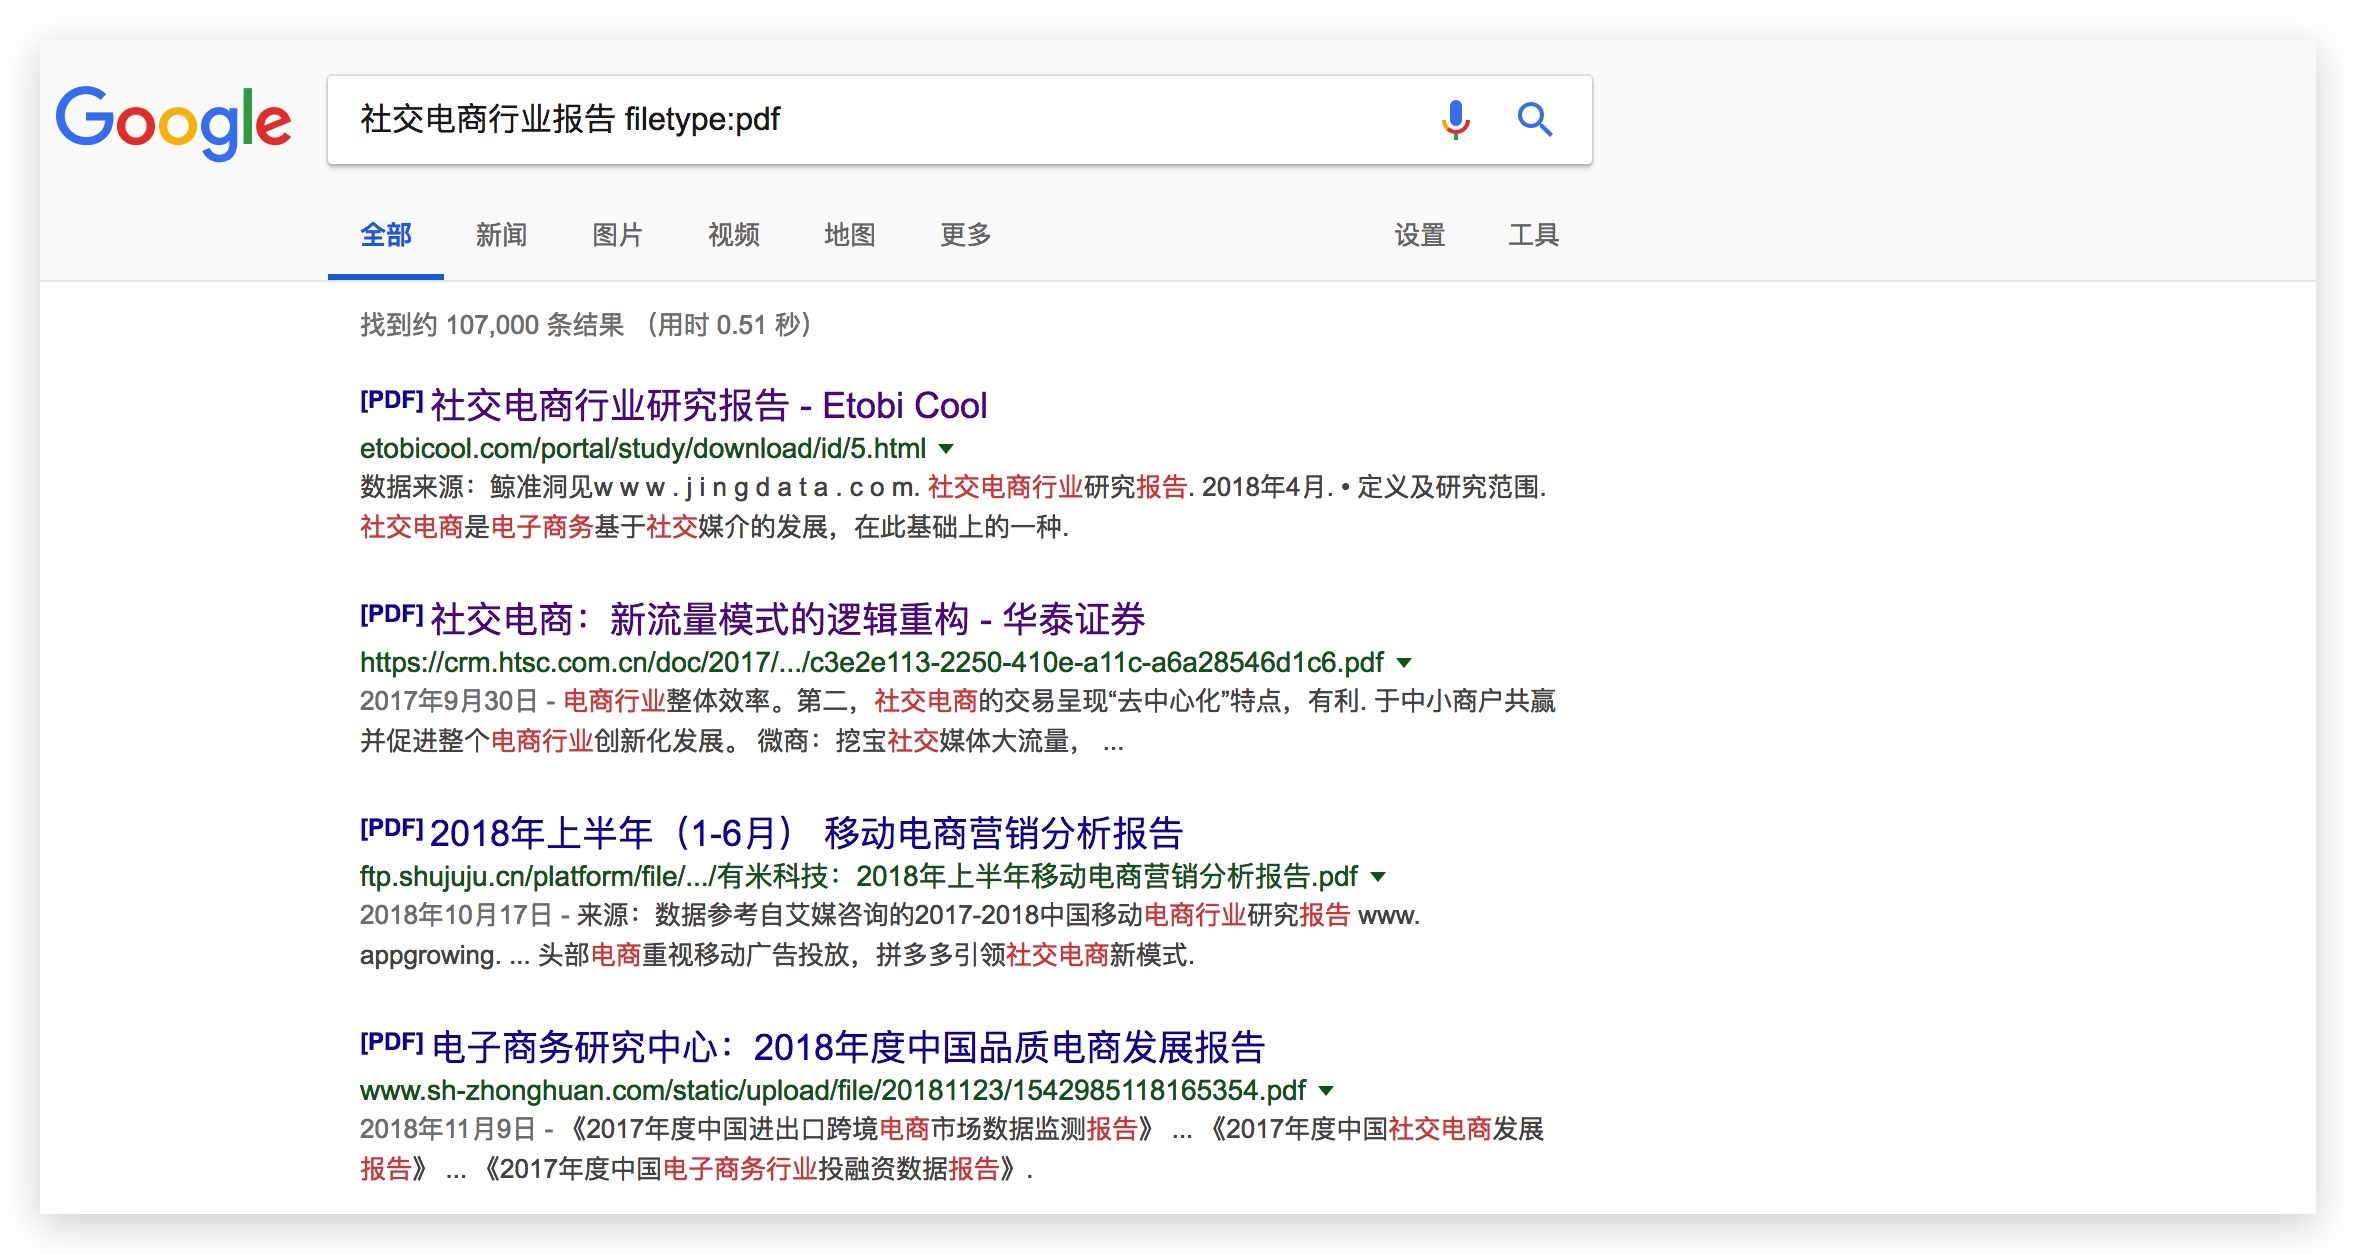 Google
社交电商行业报告 filetype:pdf
全部 新闻 图片 视频 地图 更多 设置 工具
找到约 107,000 条结果 （用时 0.51 秒）
[PDF] 社交电商行业研究报告 - Etobi Cool
etobicool.com/portal/study/download/id/5.html
数据来源：鲸准洞见w w w . j i n g d a t a . c o m. 社交电商行业研究报告. 2018年4月. • 定义及研究范围.
社交电商是电子商务基于社交媒介的发展，在此基础上的一种.
[PDF] 社交电商：新流量模式的逻辑重构 - 华泰证券
https://crm.htsc.com.cn/doc/2017/.../c3e2e113-2250-410e-a11c-a6a28546d1c6.pdf
2017年9月30日 - 电商行业整体效率。第二，社交电商的交易呈现“去中心化”特点，有利. 于中小商户共赢
并促进整个电商行业创新化发展。 微商：挖宝社交媒体大流量， ...
[PDF] 2018年上半年（1-6月） 移动电商营销分析报告
ftp.shujuju.cn/platform/file/.../有米科技：2018年上半年移动电商营销分析报告.pdf
2018年10月17日 - 来源：数据参考自艾媒咨询的2017-2018中国移动电商行业研究报告 www.
appgrowing. ... 头部电商重视移动广告投放，拼多多引领社交电商新模式.
[PDF] 电子商务研究中心：2018年度中国品质电商发展报告
www.sh-zhonghuan.com/static/upload/file/20181123/1542985118165354.pdf
2018年11月9日 - 《2017年度中国进出口跨境电商市场数据监测报告》 ... 《2017年度中国社交电商发展
报告》 ... 《2017年度中国电子商务行业投融资数据报告》.